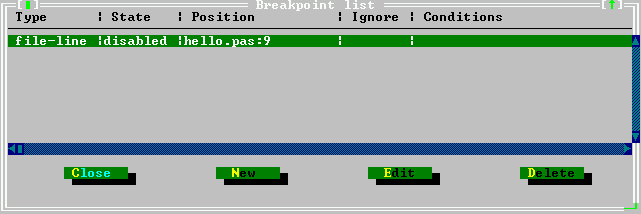 Breakpoint list
Type ¦ State ¦ Position ¦ Ignore ¦ Conditions
file-line ¦disabled ¦hello.pas:9 ¦ ¦
Close New Edit Delete